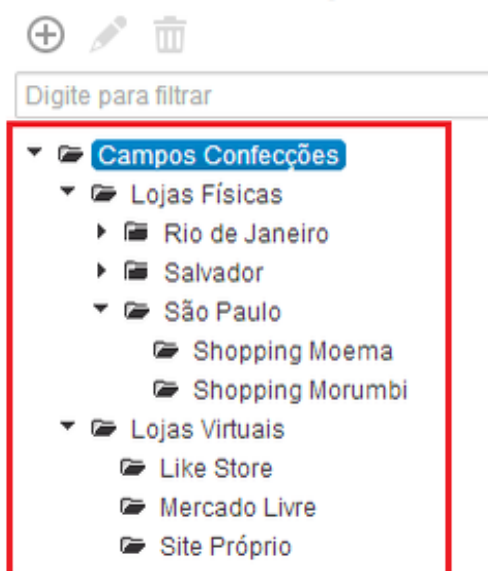 Digite para filtrar
Campos Confecções
Lojas Físicas
Rio de Janeiro
Salvador
São Paulo
Shopping Moema
Shopping Morumbi
Lojas Virtuais
Like Store
Mercado Livre
Site Próprio